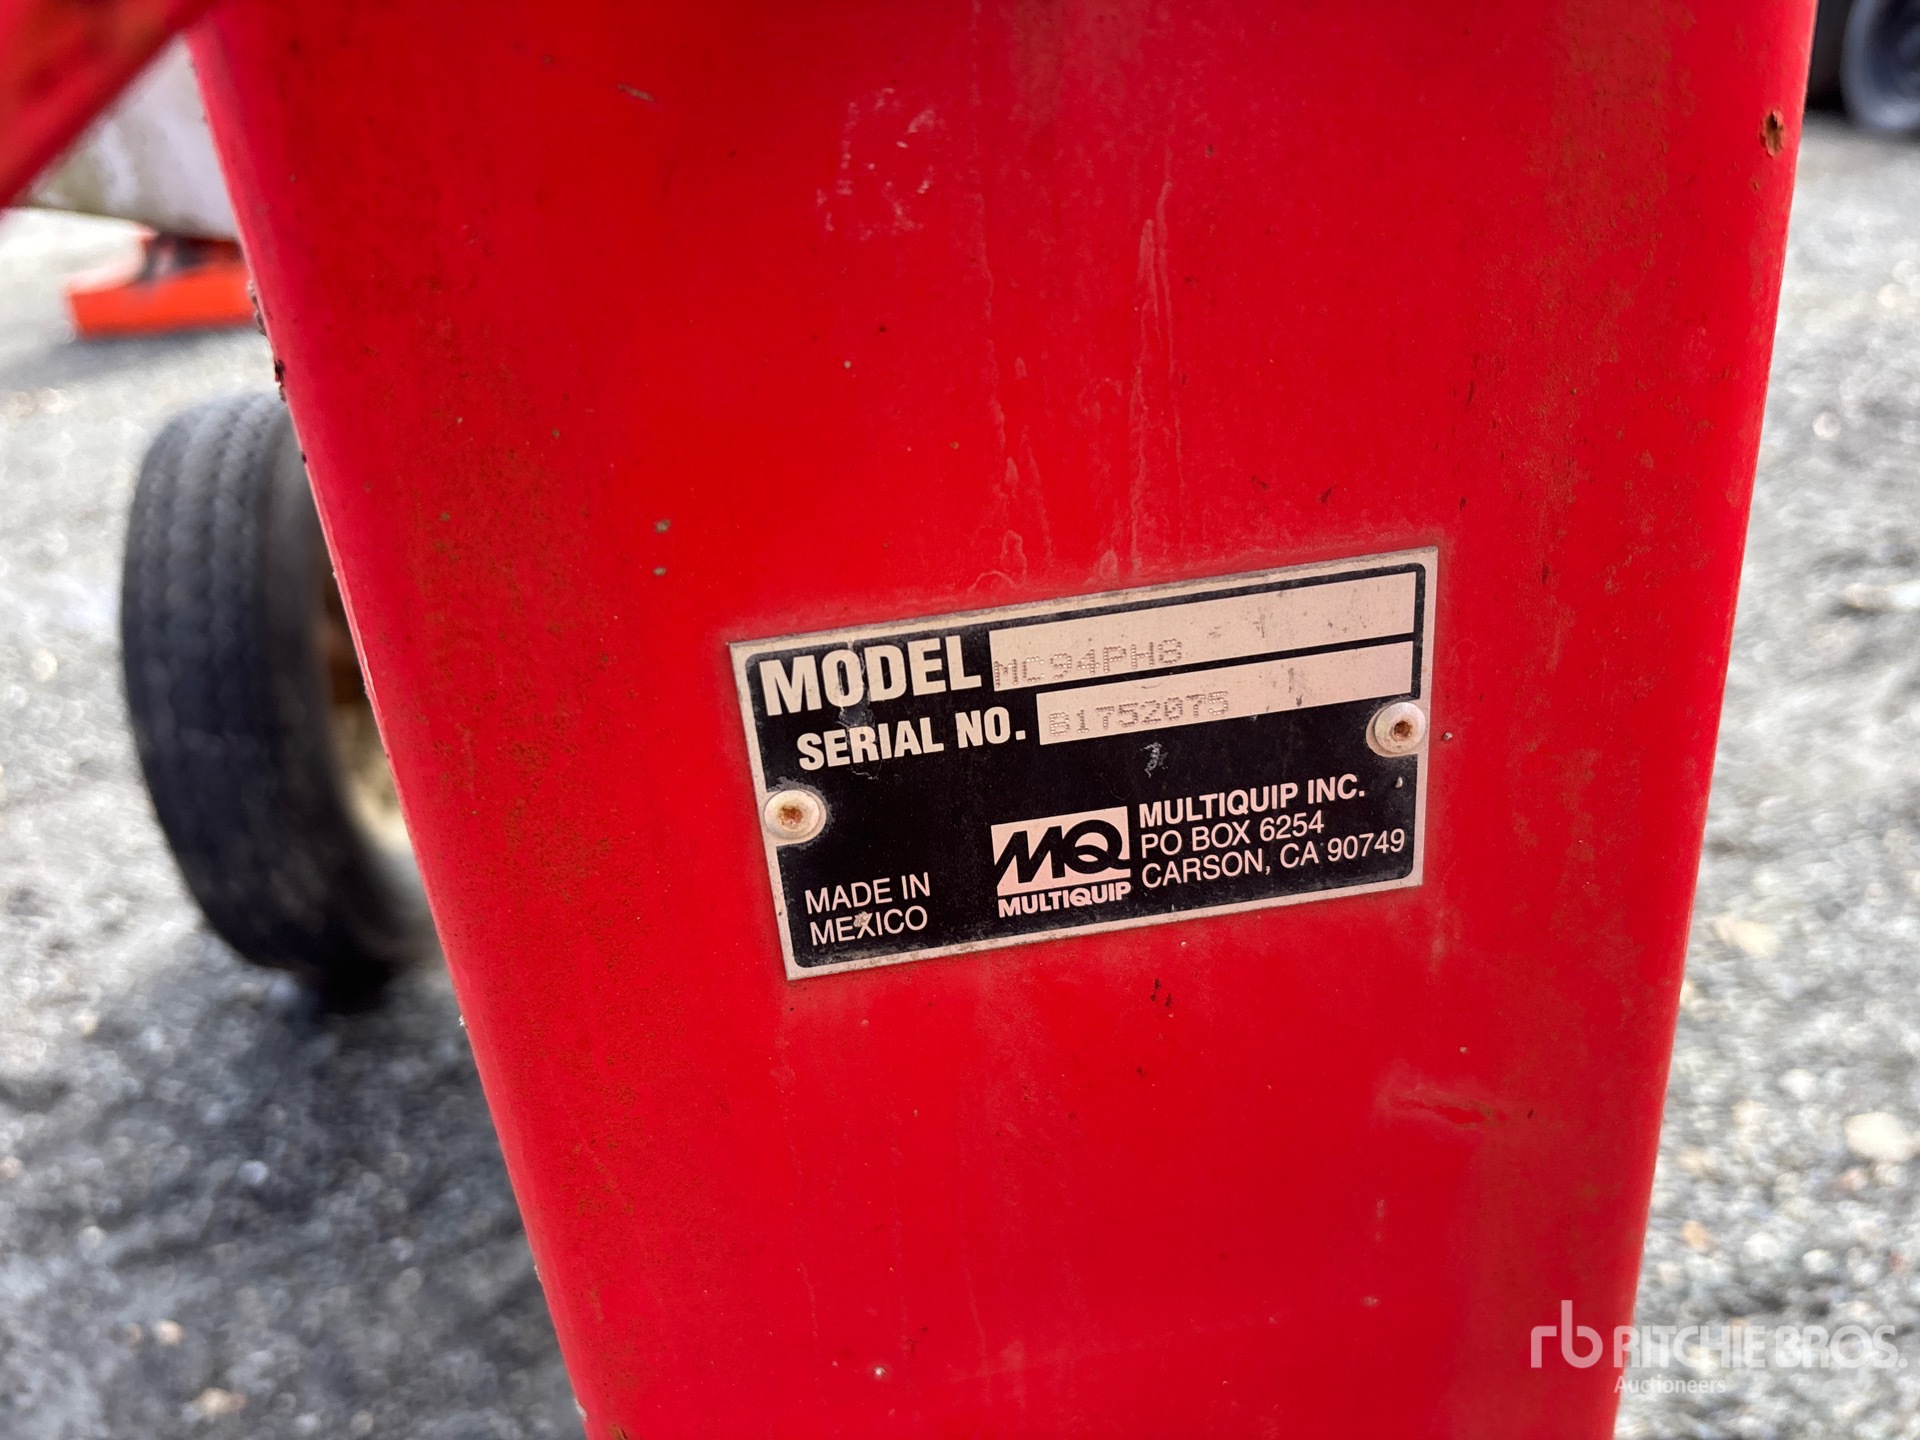 MODEL MC94PH8
SERIAL NO. B1752075
MQ
MULTIQUIP
MULTIQUIP INC.
PO BOX 6254
CARSON, CA 90749
MADE IN
MEXICO
rb RITCHIE BROS.
Auctioneers